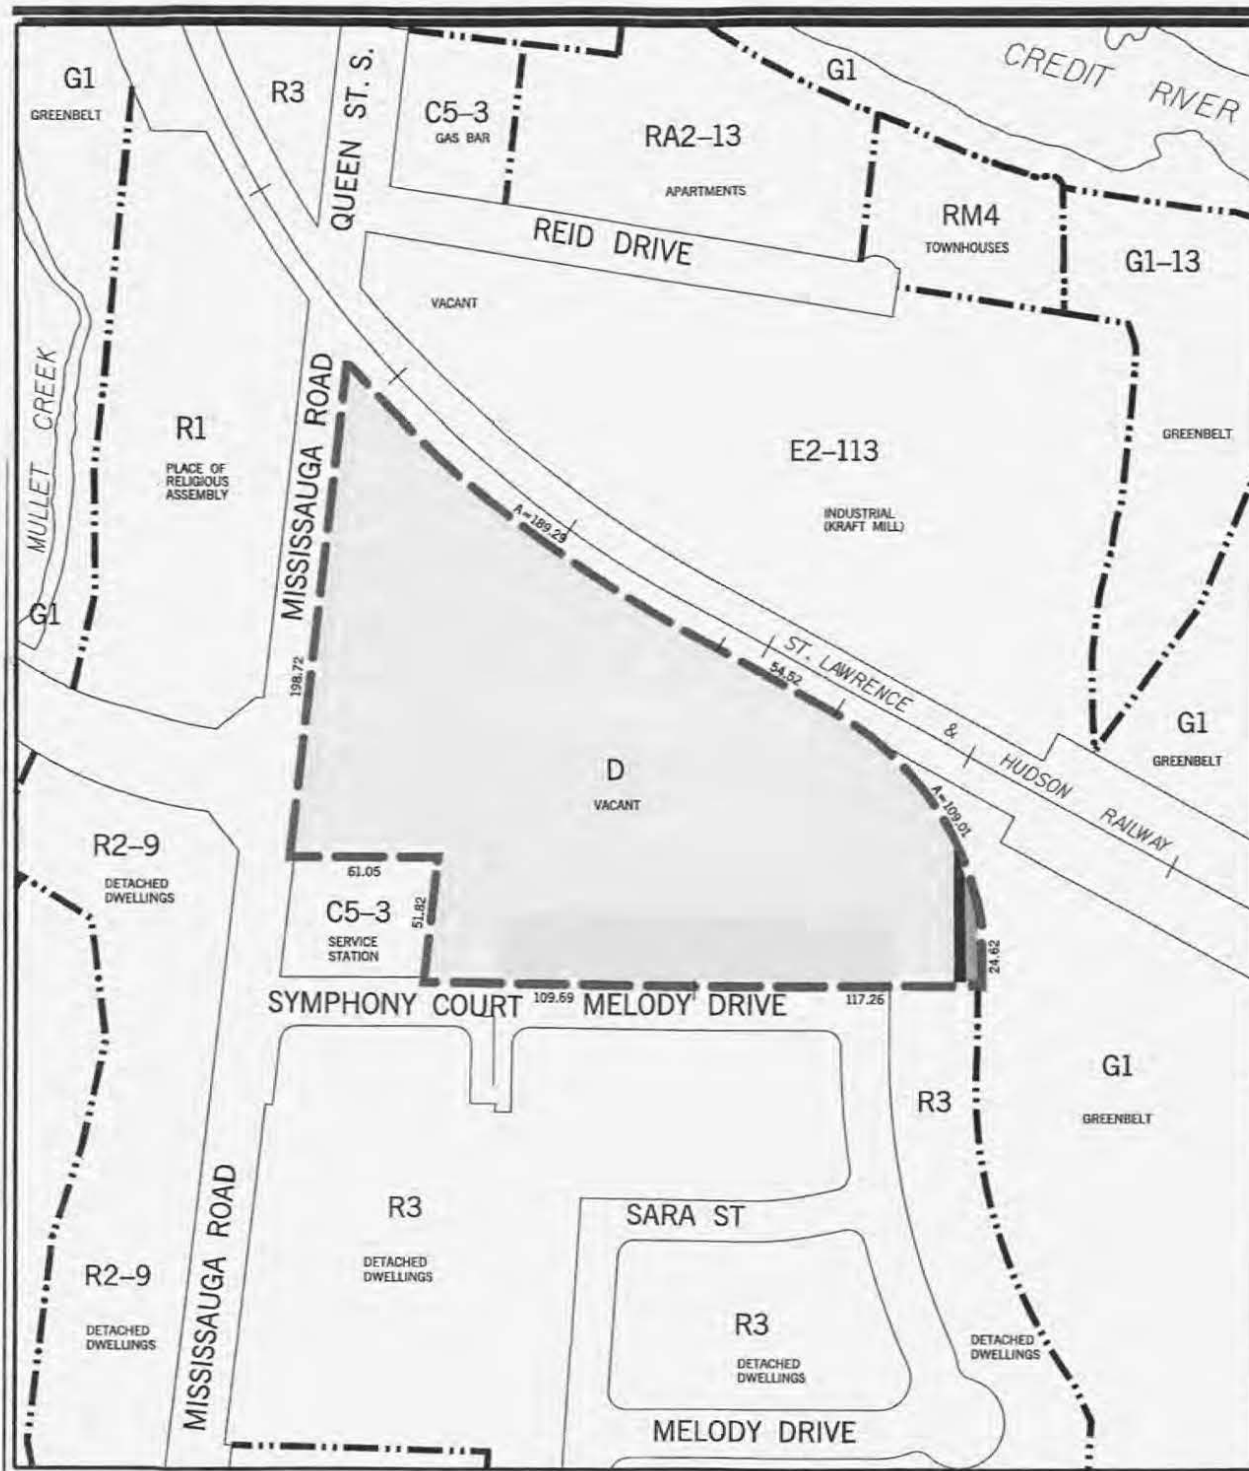 G1
GREENBELT
R3
QUEEN ST. S.
C5-3
GAS BAR
RA2-13
APARTMENTS
G1
CREDIT RIVER
RM4
TOWNHOUSES
G1-13
REID DRIVE
VACANT
MULLET CREEK
R1
PLACE OF
RELIGIOUS
ASSEMBLY
MISSISSAUGA ROAD
E2-113
INDUSTRIAL
(KRAFT MILL)
GREENBELT
A=189.29
G1
198.72
54.52
ST. LAWRENCE & HUDSON RAILWAY
G1
GREENBELT
D
VACANT
A=109.01
R2-9
DETACHED
DWELLINGS
61.05
C5-3
SERVICE
STATION
51.82
24.62
SYMPHONY COURT
109.69
MELODY DRIVE
117.26
G1
GREENBELT
R3
R3
DETACHED
DWELLINGS
SARA ST
MISSISSAUGA ROAD
R2-9
DETACHED
DWELLINGS
R3
DETACHED
DWELLINGS
DETACHED
DWELLINGS
MELODY DRIVE